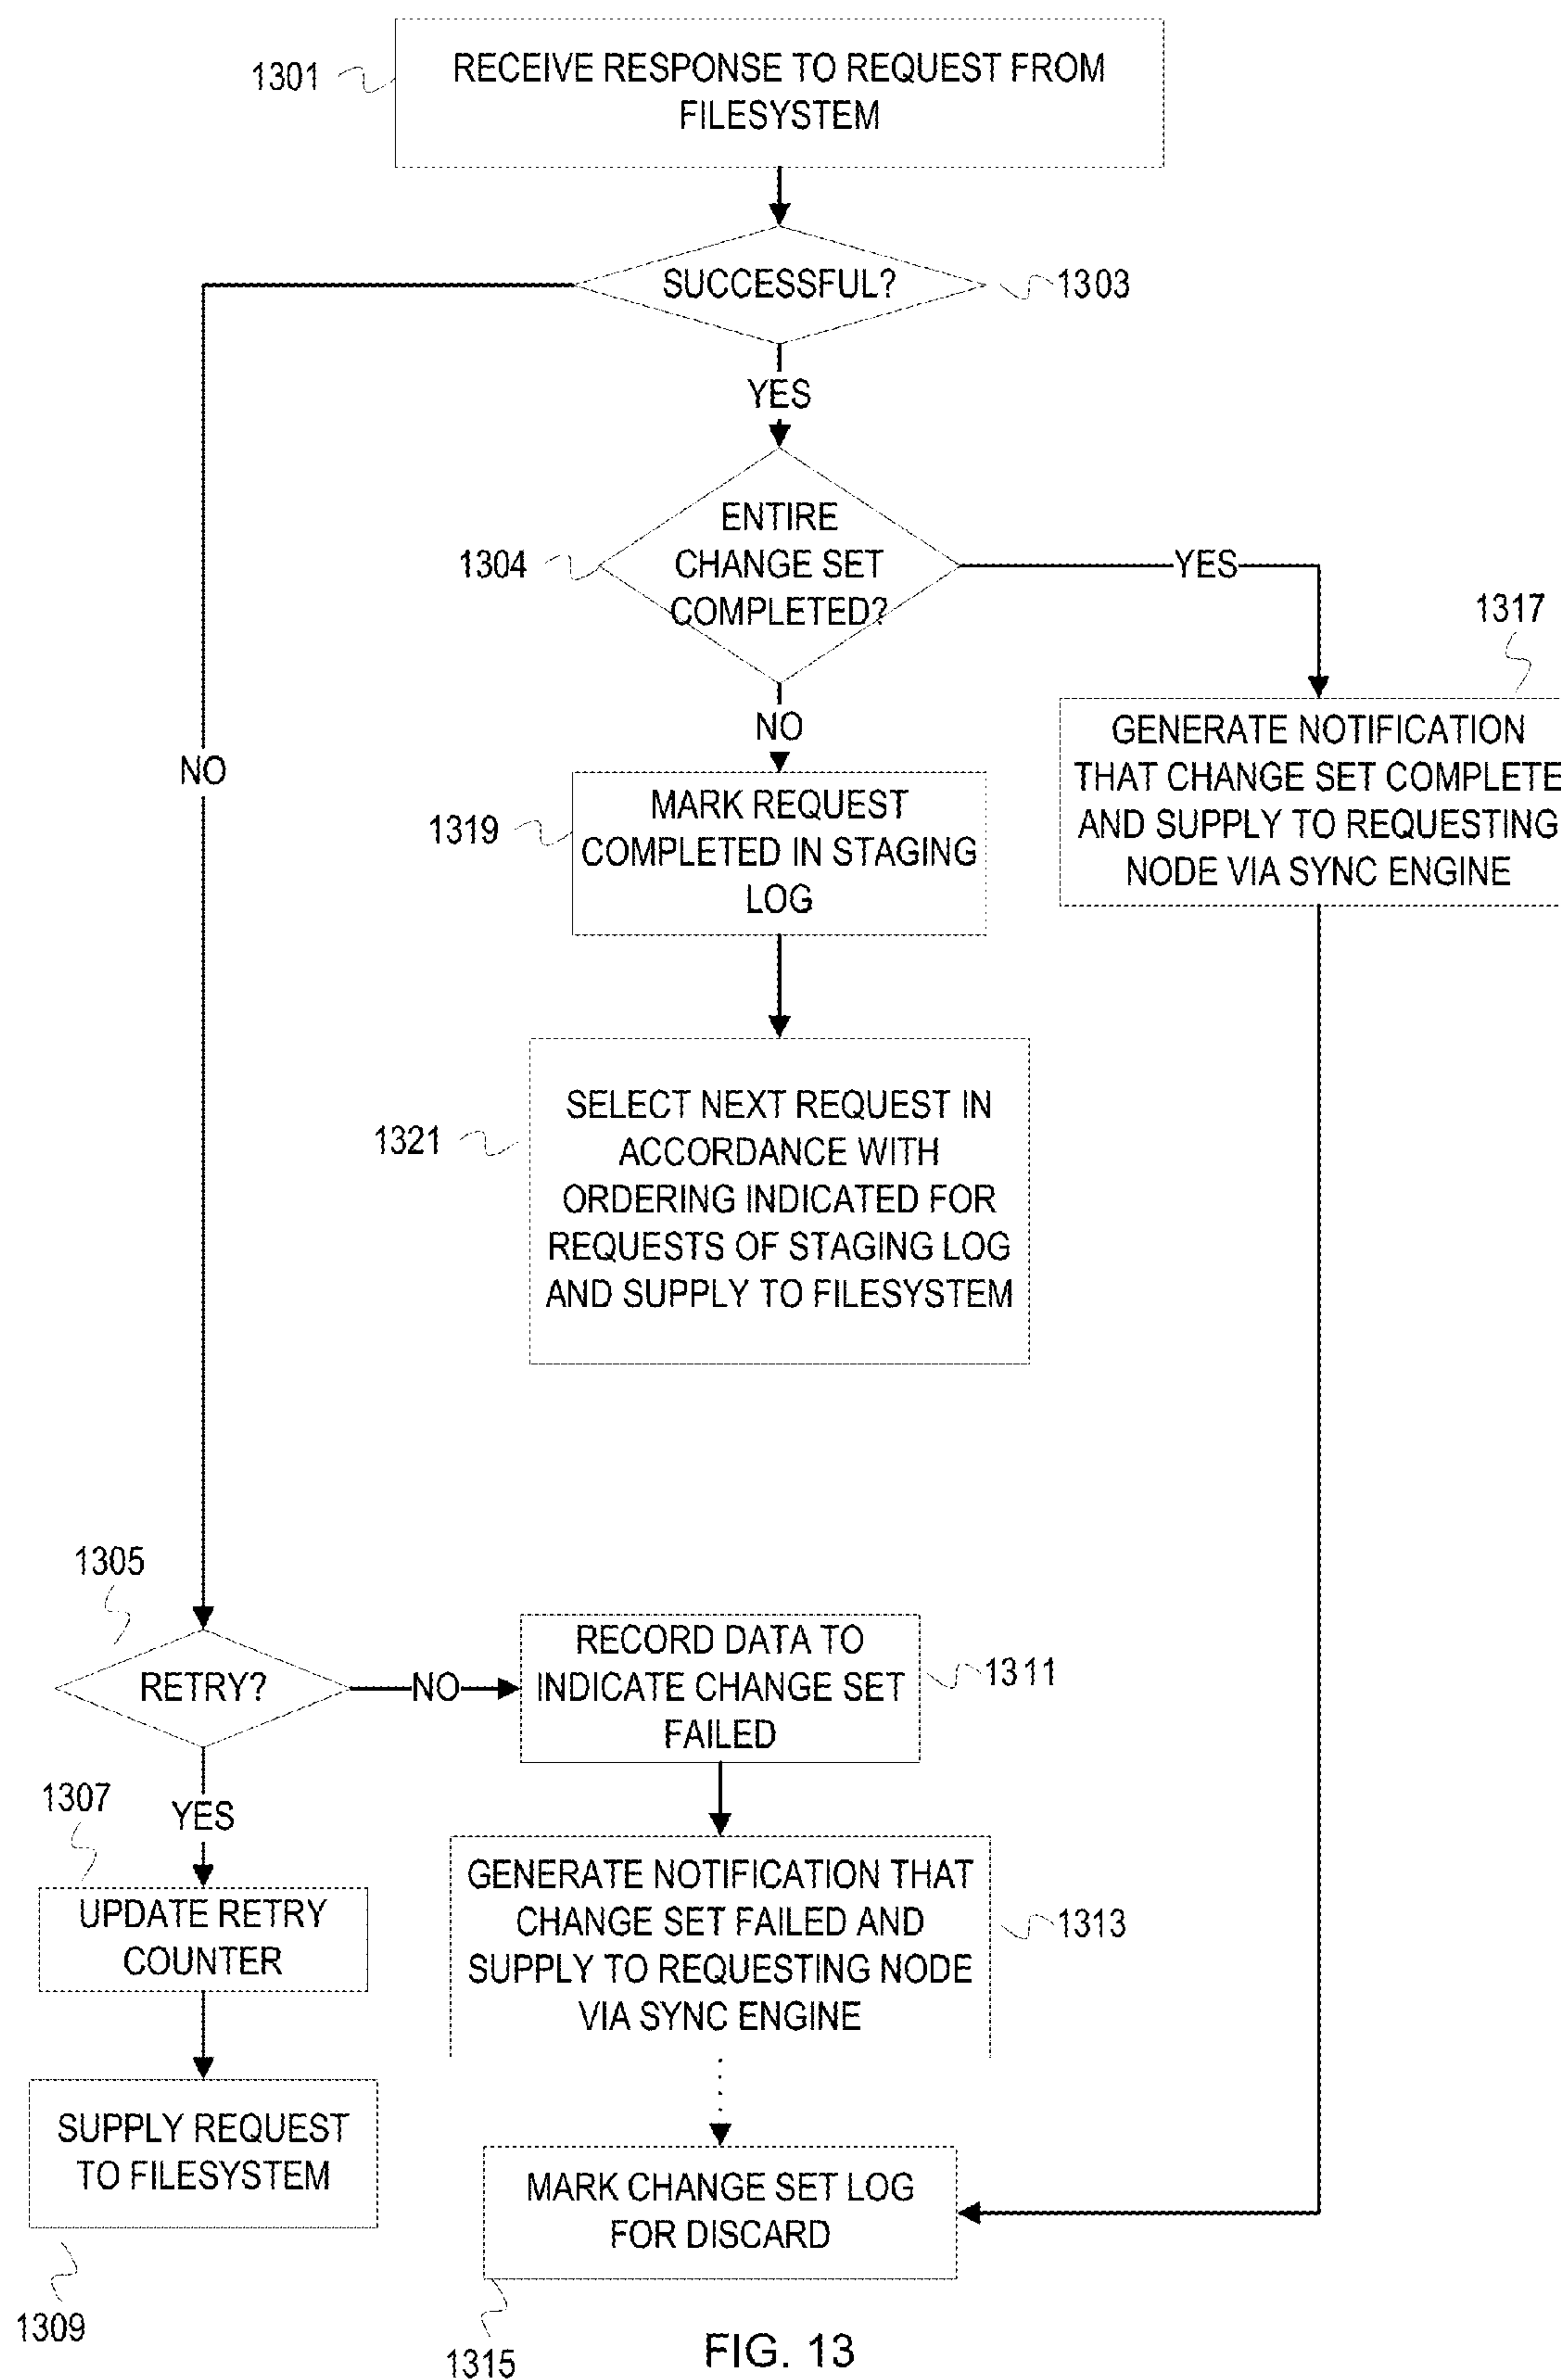 1301
RECEIVE RESPONSE TO REQUEST FROM
FILESYSTEM
SUCCESSFUL?
1303
YES
NO
1304
ENTIRE
CHANGE SET
COMPLETED?
YES
NO
1317
GENERATE NOTIFICATION
THAT CHANGE SET COMPLETE
AND SUPPLY TO REQUESTING
NODE VIA SYNC ENGINE
1319
MARK REQUEST
COMPLETED IN STAGING
LOG
1321
SELECT NEXT REQUEST IN
ACCORDANCE WITH
ORDERING INDICATED FOR
REQUESTS OF STAGING LOG
AND SUPPLY TO FILESYSTEM
1305
RETRY?
NO
RECORD DATA TO
INDICATE CHANGE SET
FAILED
1311
1307
YES
UPDATE RETRY
COUNTER
GENERATE NOTIFICATION THAT
CHANGE SET FAILED AND
SUPPLY TO REQUESTING NODE
VIA SYNC ENGINE
1313
SUPPLY REQUEST
TO FILESYSTEM
1309
MARK CHANGE SET LOG
FOR DISCARD
1315
FIG. 13